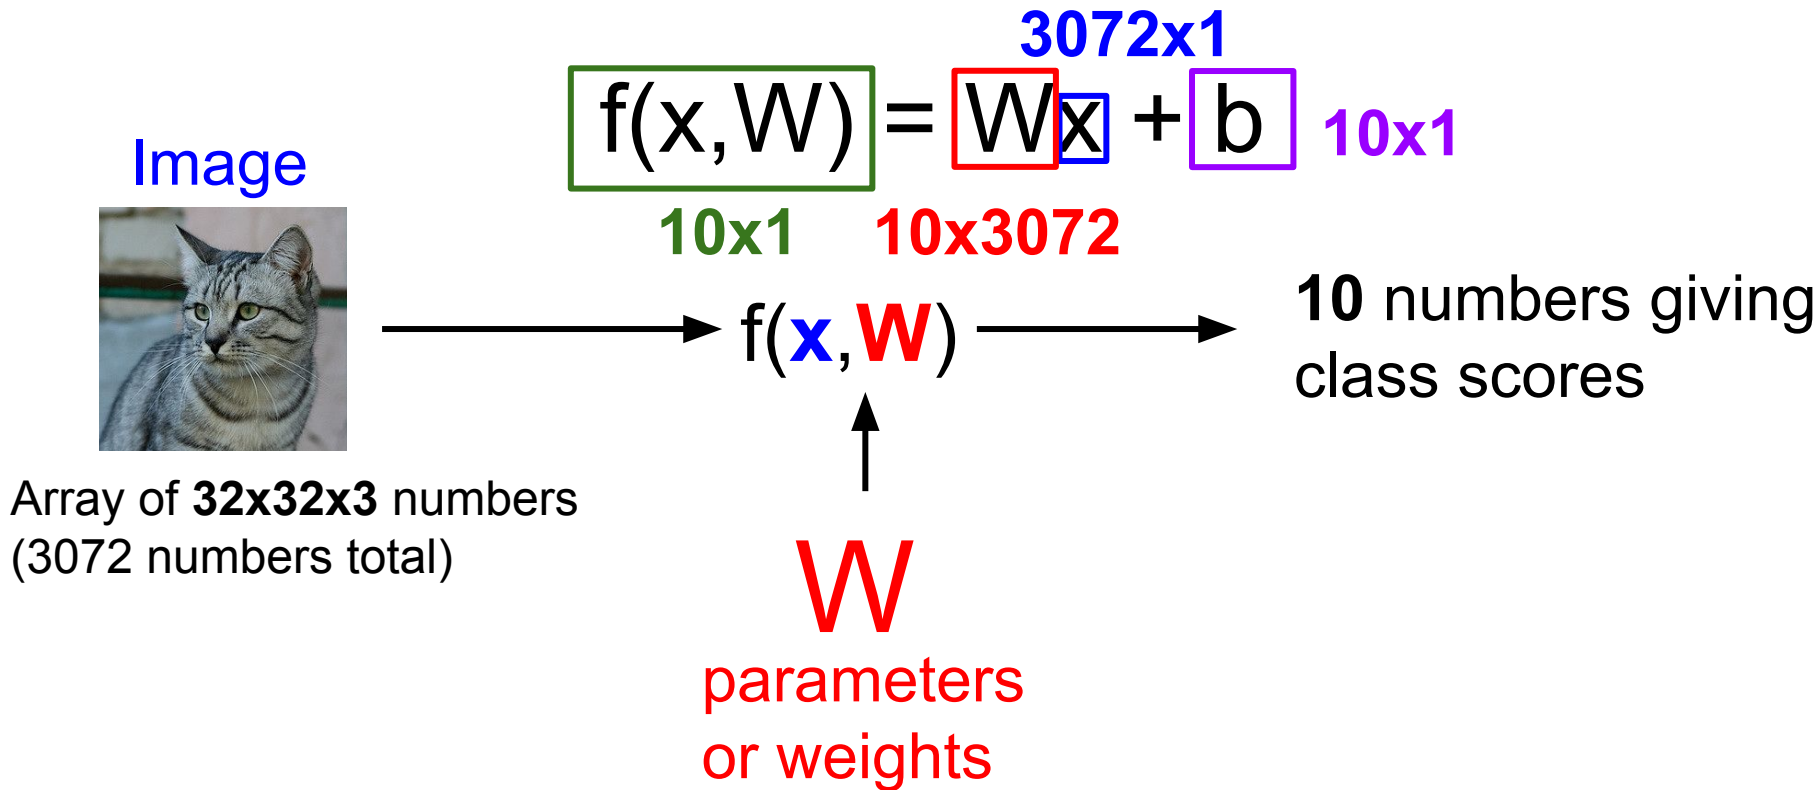 3072x1
f(x,W) = Wx + b 10x1
Image
10x1 10x3072
f(x,W)
10 numbers giving
class scores
Array of 32x32x3 numbers
(3072 numbers total)
W
parameters
or weights